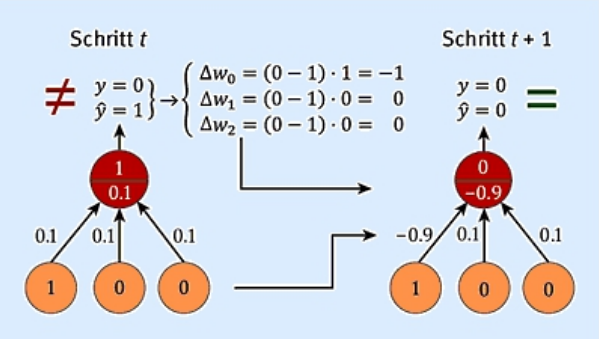 Schritt t
Schritt t + 1
≠
y = 0
ŷ = 1
} → {
Δw₀ = (0 − 1) · 1 = −1
Δw₁ = (0 − 1) · 0 = 0
Δw₂ = (0 − 1) · 0 = 0
y = 0
ŷ = 0
=
1
0.1
0
−0.9
0.1
0.1
0.1
−0.9
0.1
0.1
1
0
0
1
0
0